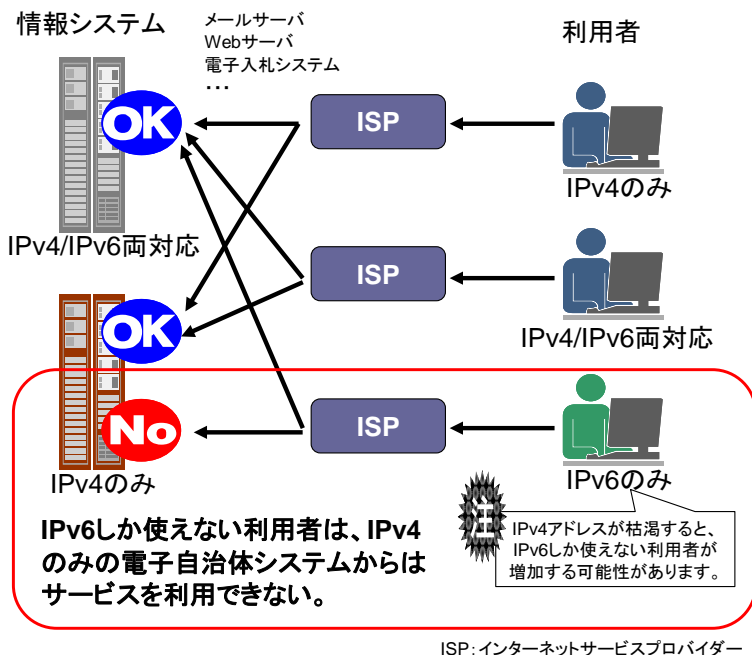 情報システム
メールサーバ
Webサーバ
電子入札システム
・・・
利用者
OK
ISP
IPv4のみ
IPv4/IPv6両対応
OK
ISP
IPv4/IPv6両対応
No
ISP
IPv4のみ
IPv6のみ
IPv6しか使えない利用者は、IPv4
のみの電子自治体システムからは
サービスを利用できない。
注
IPv4アドレスが枯渇すると、
IPv6しか使えない利用者が
増加する可能性があります。
ISP:インターネットサービスプロバイダー